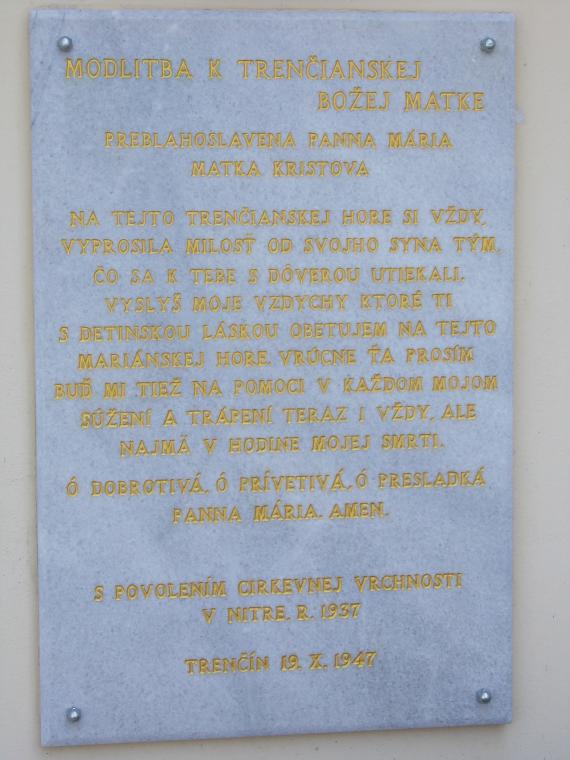 MODLITBA K TRENČIANSKEJ
BOŽEJ MATKE
PREBLAHOSLAVENA PANNA MÁRIA
MATKA KRISTOVA
NA TEJTO TRENČIANSKEJ HORE SI VŽDY,
VYPROSILA MILOSŤ OD SVOJHO SYNA TÝM,
ČO SA K TEBE S DÔVEROU UTIEKALI.
VYSLYŠ MOJE VZDYCHY KTORÉ TI
S DETINSKOU LÁSKOU OBETUJEM NA TEJTO
MARIÁNSKEJ HORE. VRÚCNE ŤA PROSÍM
BUĎ MI TIEŽ NA POMOCI V KAŽDOM MOJOM
SÚŽENÍ A TRÁPENÍ TERAZ I VŽDY, ALE
NAJMÄ V HODINE MOJEJ SMRTI.
Ó DOBROTIVÁ, Ó PRÍVETIVÁ, Ó PRESLADKÁ
PANNA MÁRIA. AMEN.
S POVOLENÍM CIRKEVNEJ VRCHNOSTI
V NITRE. R. 1937
TRENČÍN 19. X. 1947